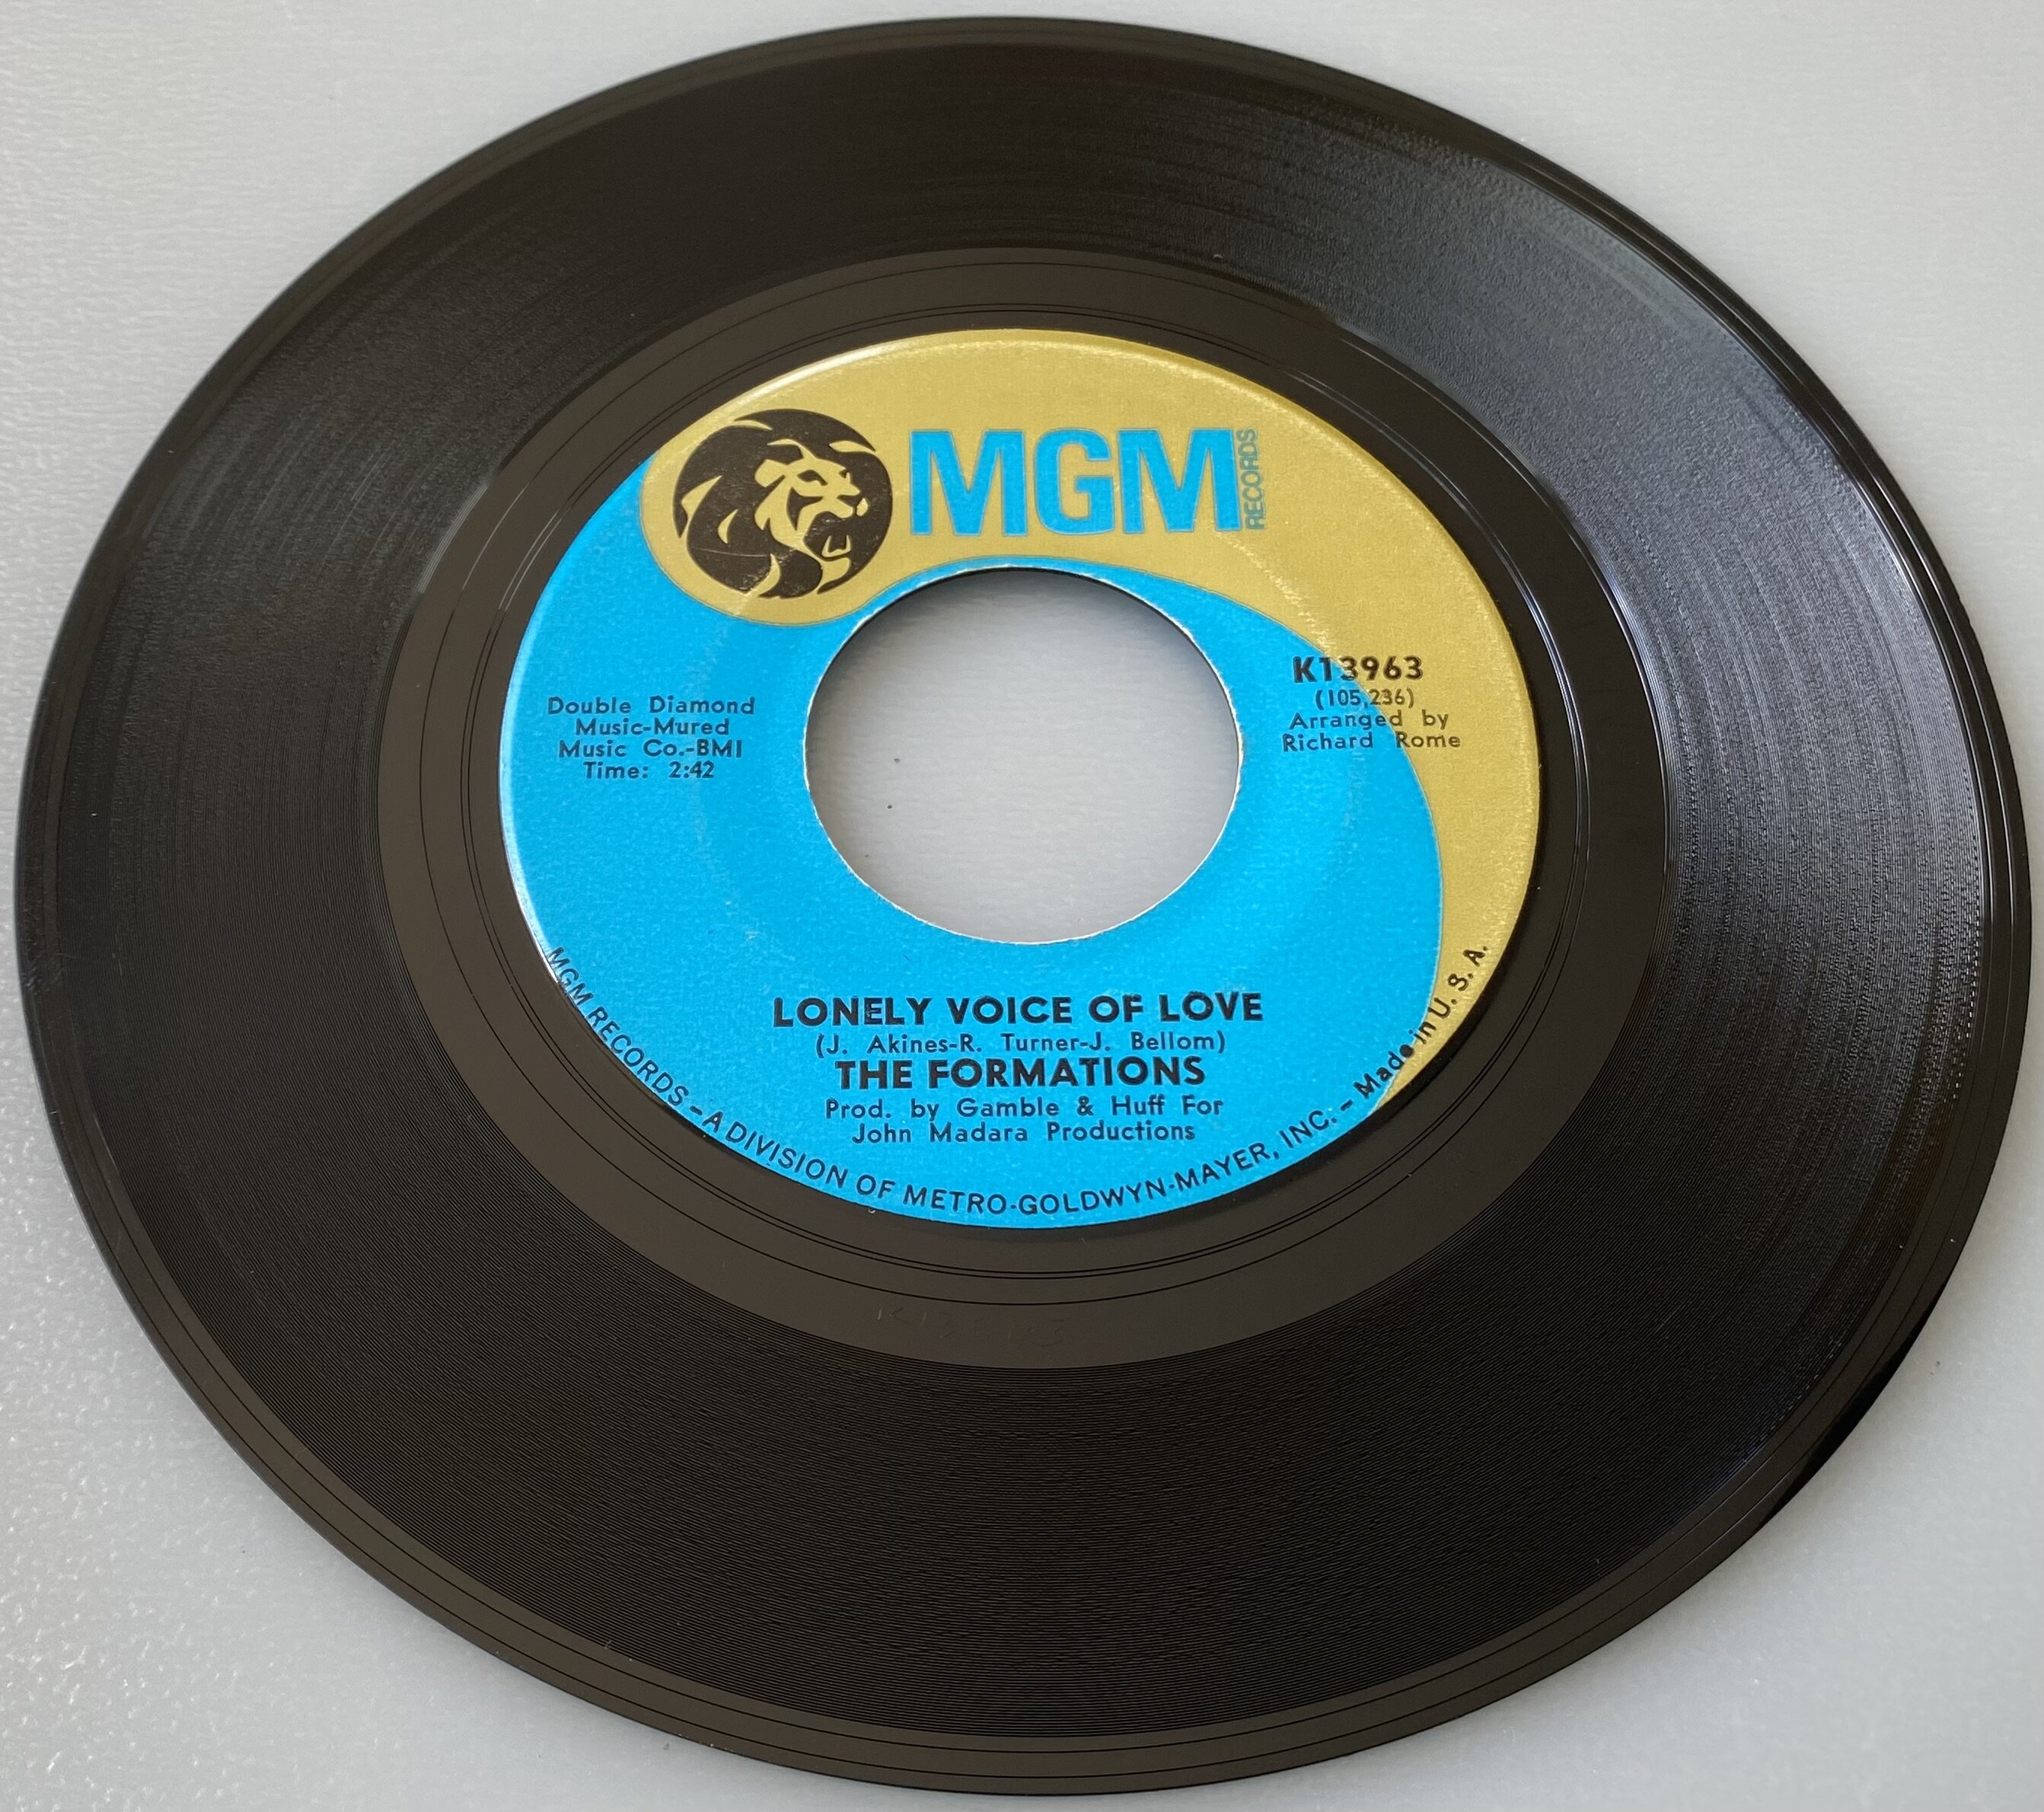 MGM RECORDS
K13963
(105,236)
Arranged by
Richard Rome
Double Diamond
Music-Mured
Music Co.-BMI
Time: 2:42
LONELY VOICE OF LOVE
(J. Akines-R. Turner-J. Bellom)
THE FORMATIONS
Prod. by Gamble & Huff For
John Madara Productions
MGM RECORDS – A DIVISION OF METRO-GOLDWYN-MAYER, INC. – Made in U. S. A.